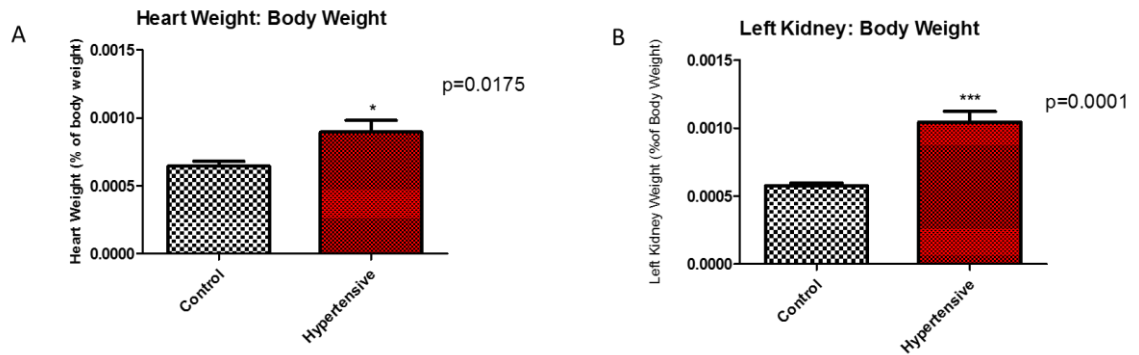 A
Heart Weight: Body Weight
Heart Weight (% of body weight)
0.0015
0.0010
0.0005
0.0000
*
p=0.0175
Control
Hypertensive
B
Left Kidney: Body Weight
Left Kidney Weight (%of Body Weight)
0.0015
0.0010
0.0005
0.0000
***
p=0.0001
Control
Hypertensive